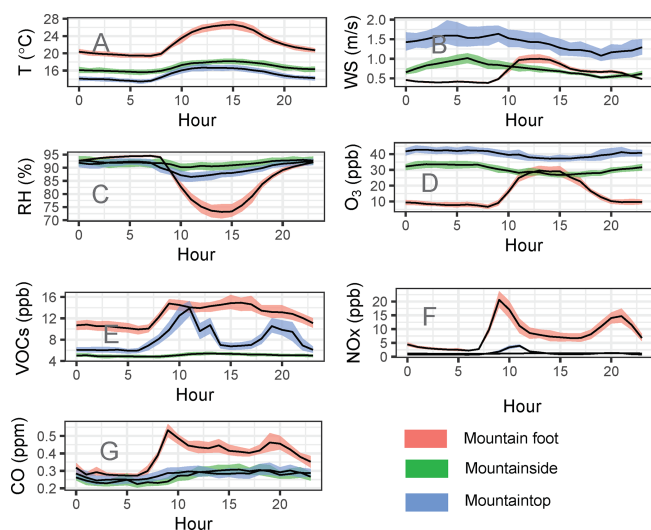 A
T (°C)
28
24
20
16
0 5 10 15 20
Hour
B
WS (m/s)
2.0
1.5
1.0
0.5
0 5 10 15 20
Hour
C
RH (%)
95
90
85
80
75
70
0 5 10 15 20
Hour
D
O3 (ppb)
40
30
20
10
0 5 10 15 20
Hour
E
VOCs (ppb)
16
12
8
4
0 5 10 15 20
Hour
F
NOx (ppb)
20
15
10
5
0
0 5 10 15 20
Hour
G
CO (ppm)
0.5
0.4
0.3
0.2
0 5 10 15 20
Hour
Mountain foot
Mountainside
Mountaintop